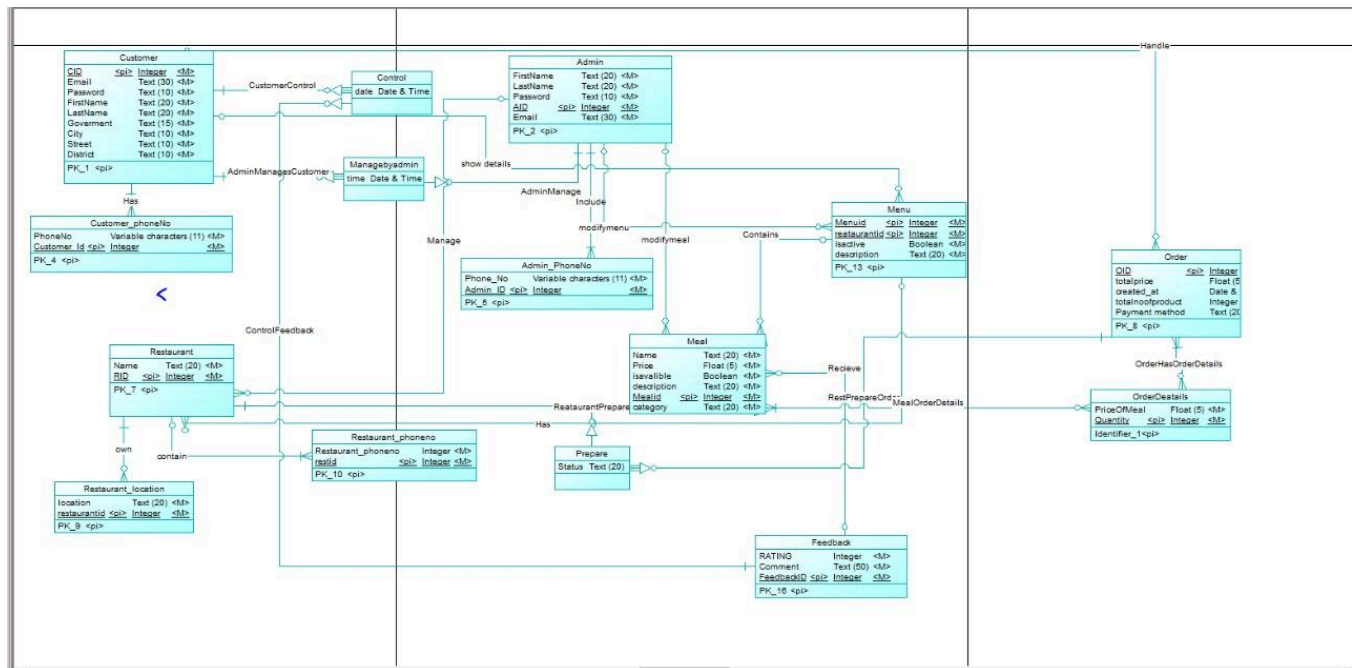 Handle
Customer
CID <pi> Integer <M>
Email Text (30) <M>
Password Text (10) <M>
FirstName Text (20) <M>
LastName Text (20) <M>
Goverment Text (15) <M>
City Text (10) <M>
Street Text (10) <M>
District Text (10) <M>
PK_1 <pi>
CustomerControl
Control
date Date & Time
Admin
FirstName Text (20) <M>
LastName Text (20) <M>
Password Text (10) <M>
AID <pi> Integer <M>
Email Text (30) <M>
PK_2 <pi>
show details
AdminManagesCustomer
Managebyadmin
time Date & Time
AdminManage
Include
Has
Customer_phoneNo
PhoneNo Variable characters (11) <M>
Customer_Id <pi> Integer <M>
PK_4 <pi>
Manage
modifymenu
modifymeal
Contains
Menu
Menuid <pi> Integer <M>
reataurantid <pi> Integer <M>
isactive Boolean <M>
description Text (20) <M>
PK_13 <pi>
Admin_PhoneNo
Phone_No Variable characters (11) <M>
Admin_ID <pi> Integer <M>
PK_5 <pi>
Order
OID <pi> Integer
totalprice Float (5
created_at Date &
totalnoofproduct Integer
Payment method Text (20
PK_8 <pi>
<
ControlFeedback
Restaurant
Name Text (20) <M>
RID <pi> Integer <M>
PK_7 <pi>
Meal
Name Text (20) <M>
Price Float (5) <M>
isavalible Boolean <M>
description Text (20) <M>
Mealid <pi> Integer <M>
category Text (20) <M>
Recieve
OrderHasOrderDetails
RestPrepareOrder
MealOrderDetails
OrderDeatails
PriceOfMeal Float (5) <M>
Quantity <pi> Integer <M>
Identifier_1<pi>
ReataurantPrepare
Has
own
contain
Restaurant_phoneno
Restaurant_phoneno Integer <M>
restid <pi> Integer <M>
PK_10 <pi>
Prepare
Status Text (20)
Restaurant_location
location Text (20) <M>
restaurantid <pi> Integer <M>
PK_9 <pi>
Feedback
RATING Integer <M>
Comment Text (50) <M>
FeedbackID <pi> Integer <M>
PK_16 <pi>